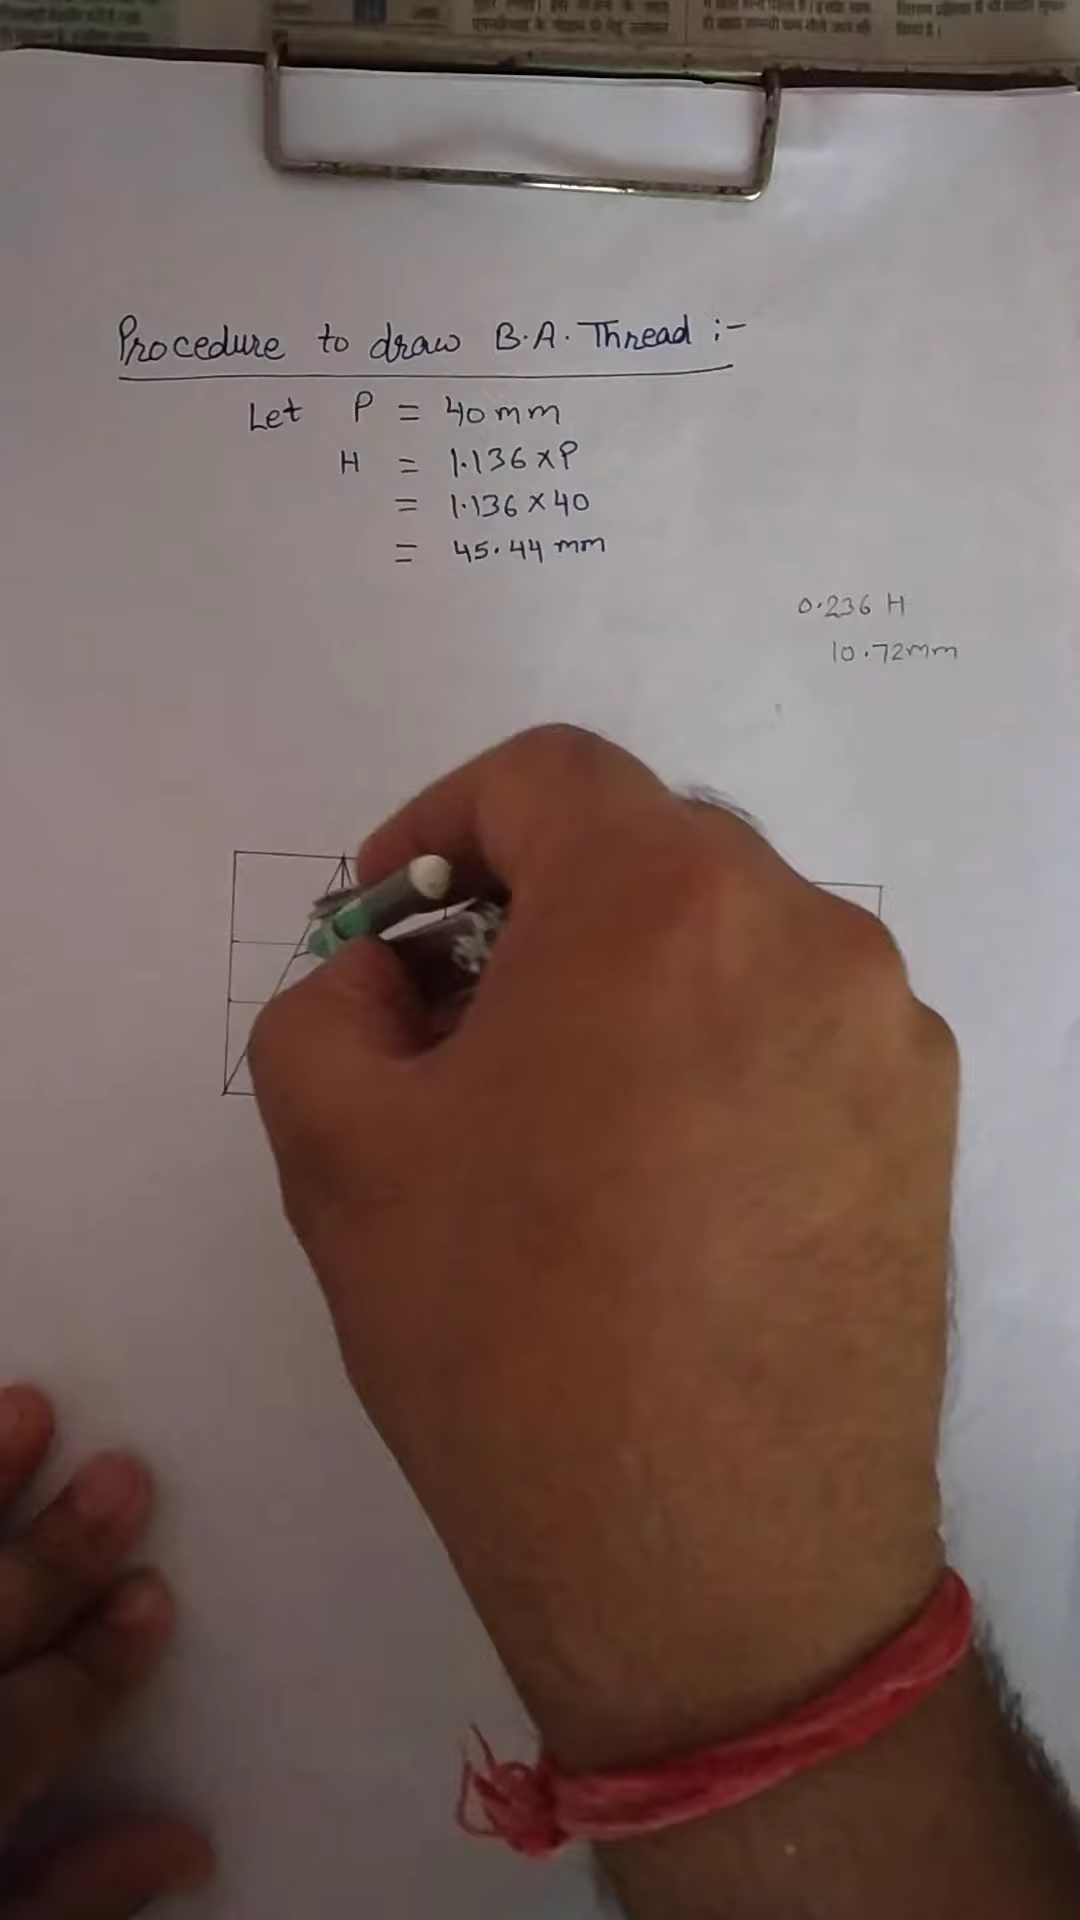 Procedure to draw B.A. Thread :-
Let P = 40 mm
H = 1.136 x P
= 1.136 x 40
= 45.44 mm
0.236 H
10.72mm